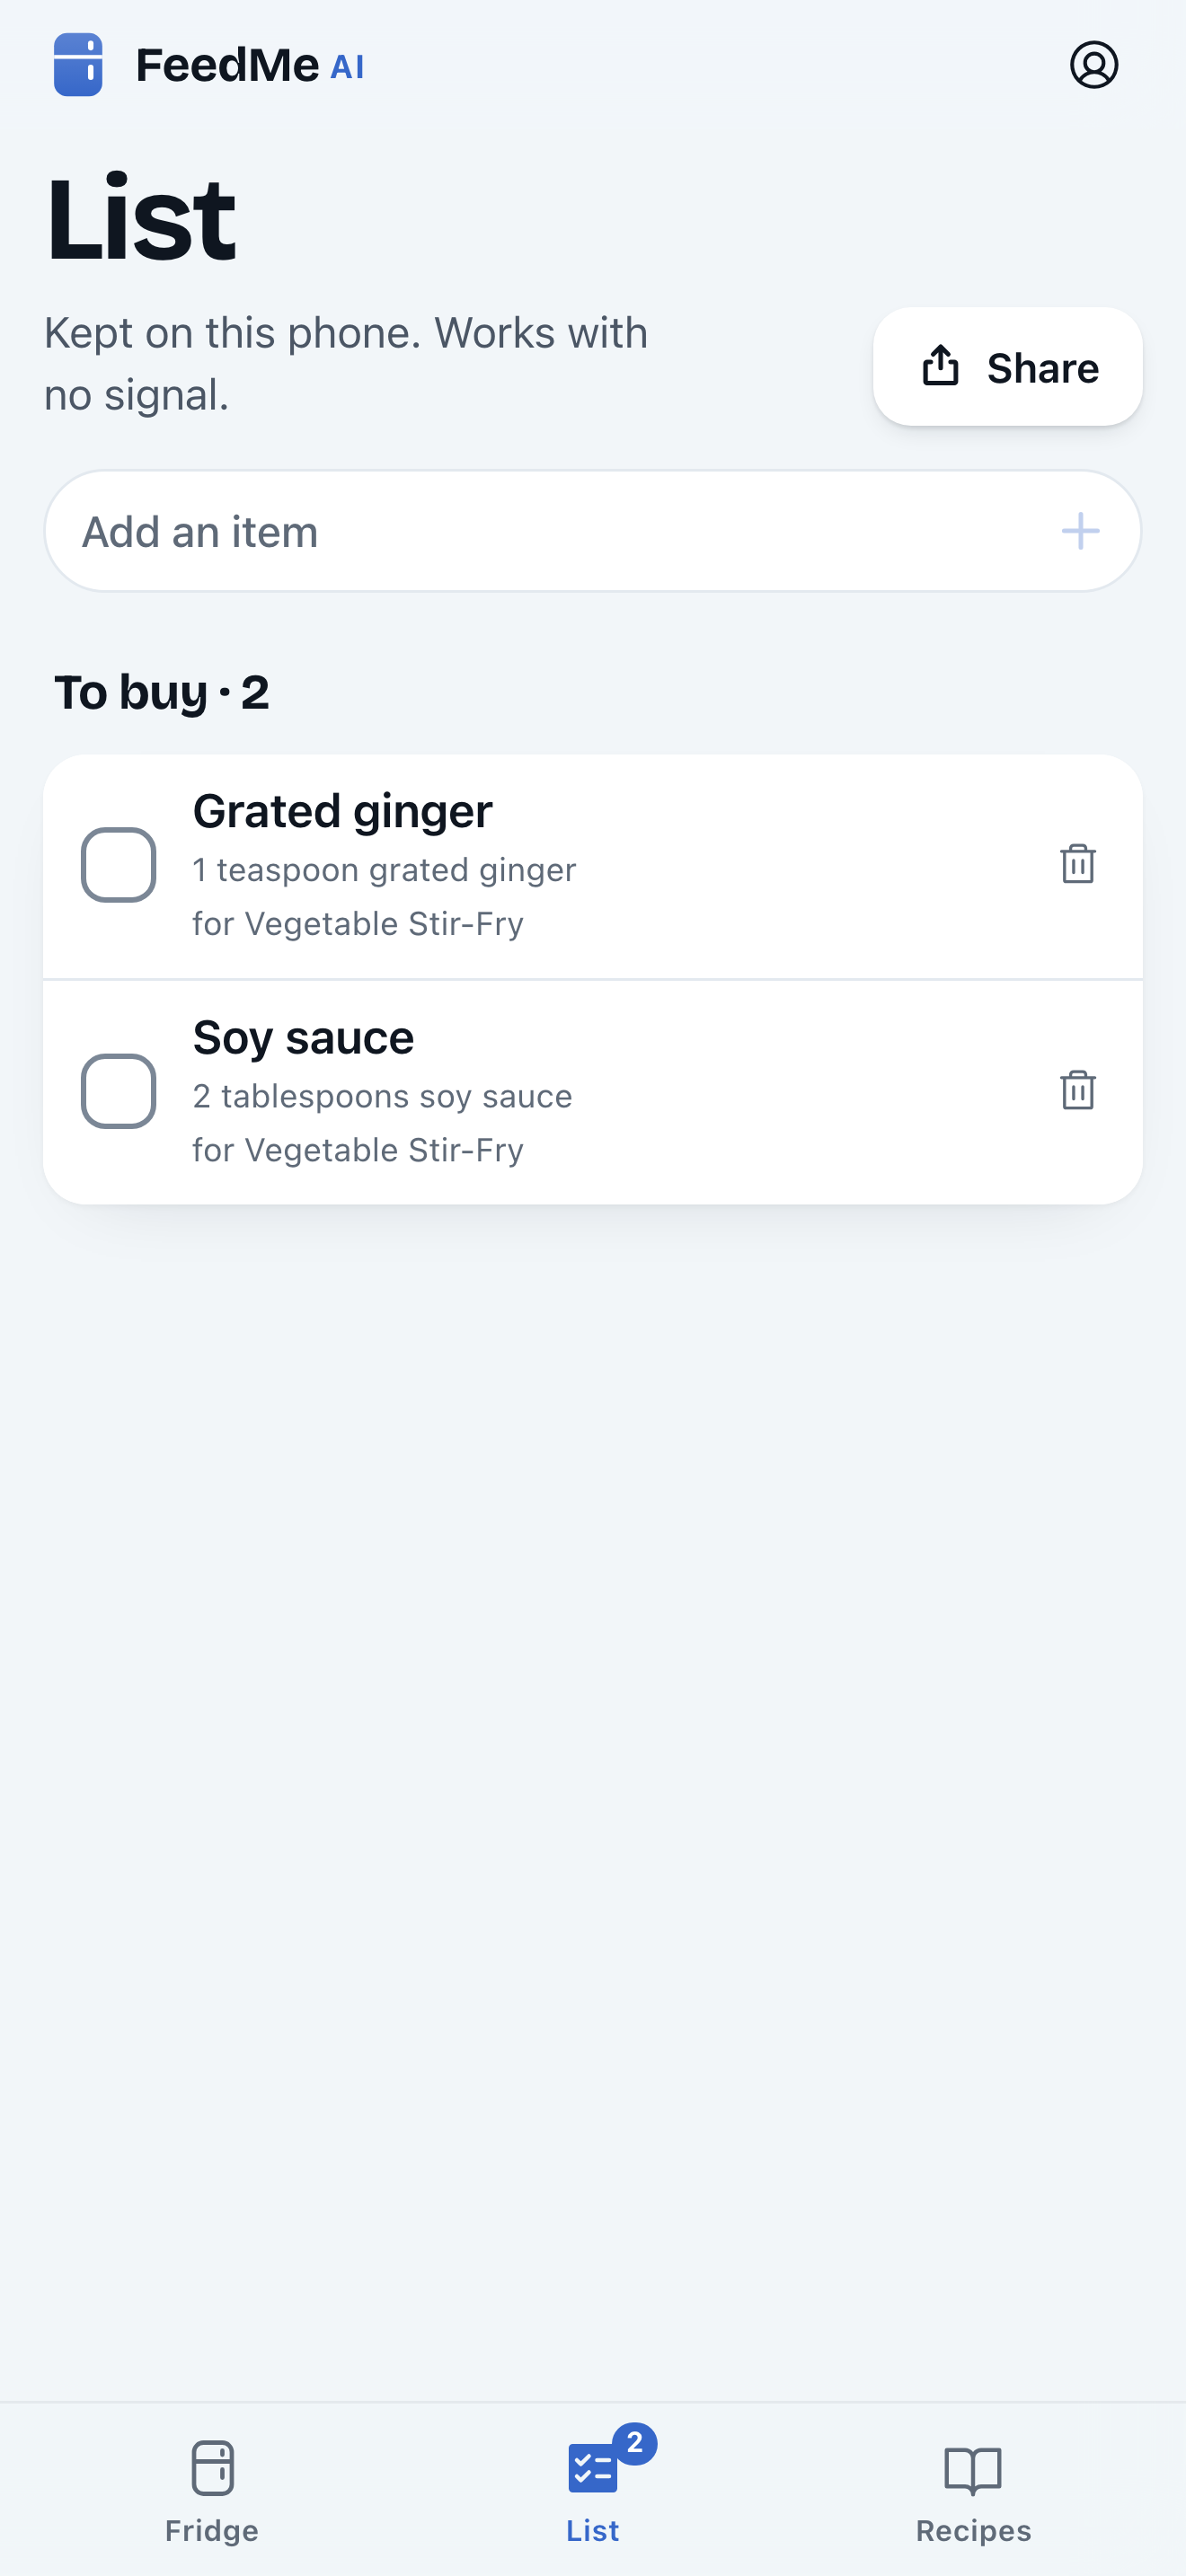 FeedMe AI
List
Kept on this phone. Works with
no signal.
Share
Add an item
To buy · 2
Grated ginger
1 teaspoon grated ginger
for Vegetable Stir-Fry
Soy sauce
2 tablespoons soy sauce
for Vegetable Stir-Fry
2
Fridge
List
Recipes